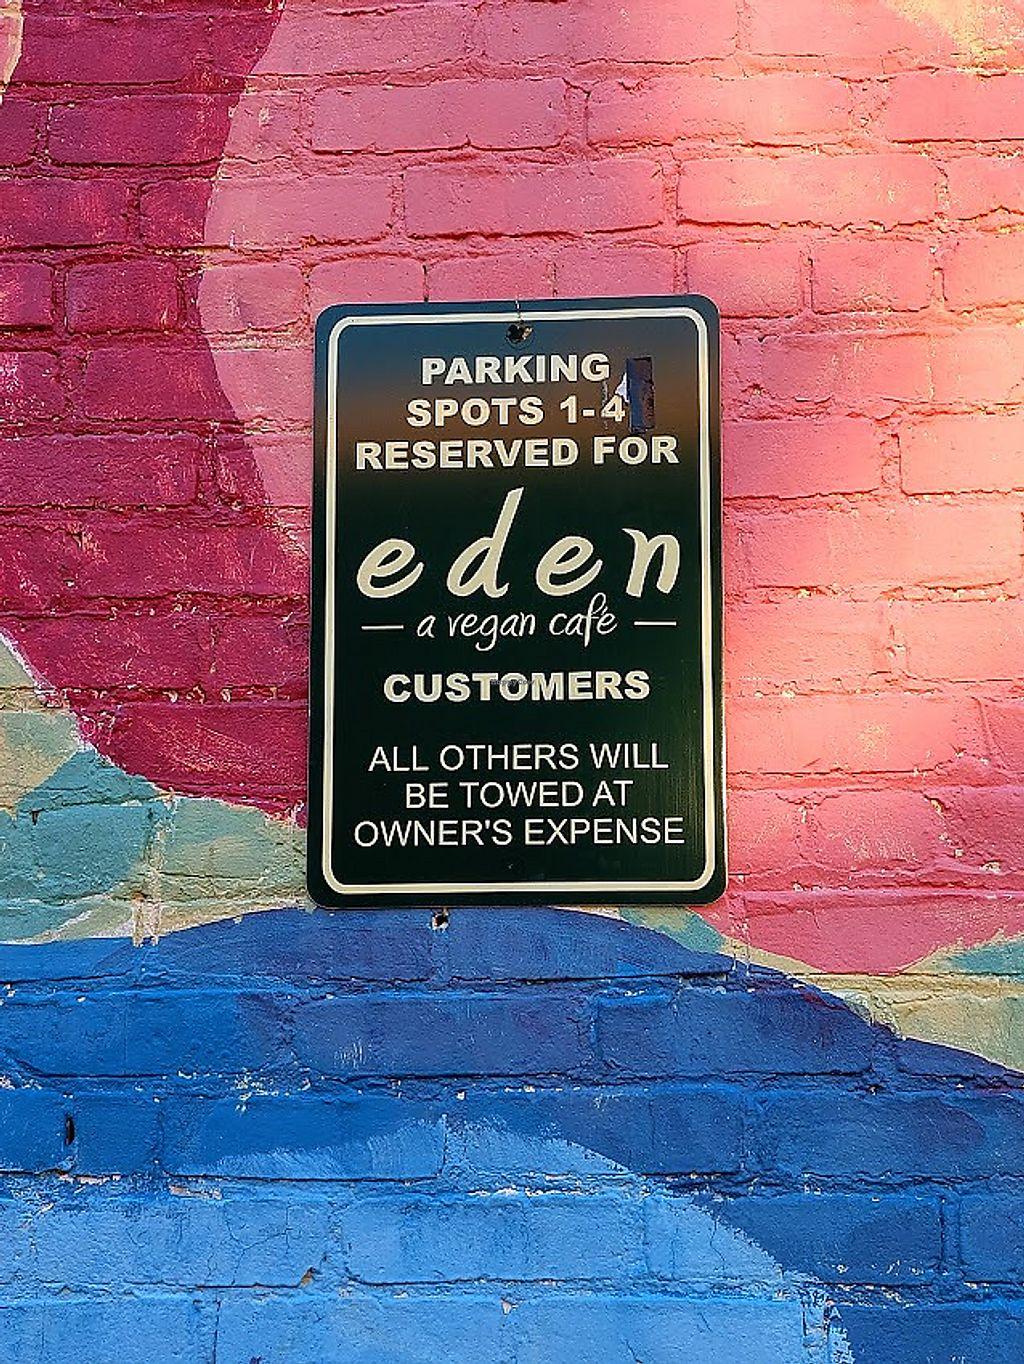 PARKING
SPOTS 1-4
RESERVED FOR
eden
a vegan café
CUSTOMERS
ALL OTHERS WILL
BE TOWED AT
OWNER'S EXPENSE